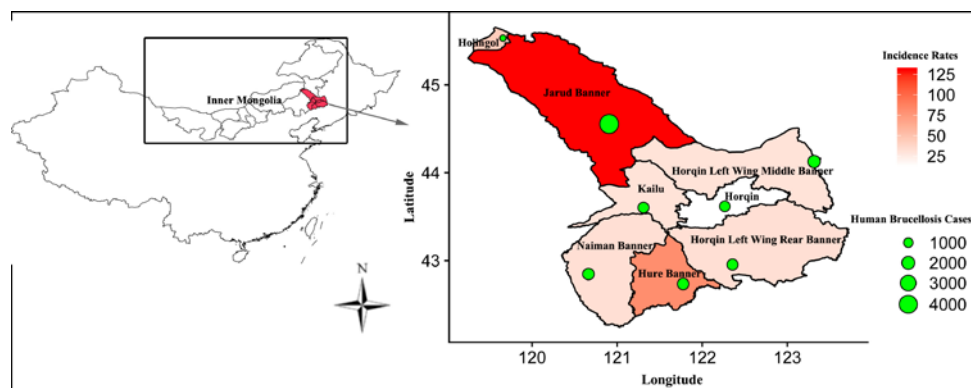 Inner Mongolia
N
Latitude
45
44
43
120
121
122
123
Longitude
Holingol
Jarud Banner
Horqin Left Wing Middle Banner
Kailu
Horqin
Naiman Banner
Horqin Left Wing Rear Banner
Hure Banner
Incidence Rates
125
100
75
50
25
Human Brucellosis Cases
1000
2000
3000
4000